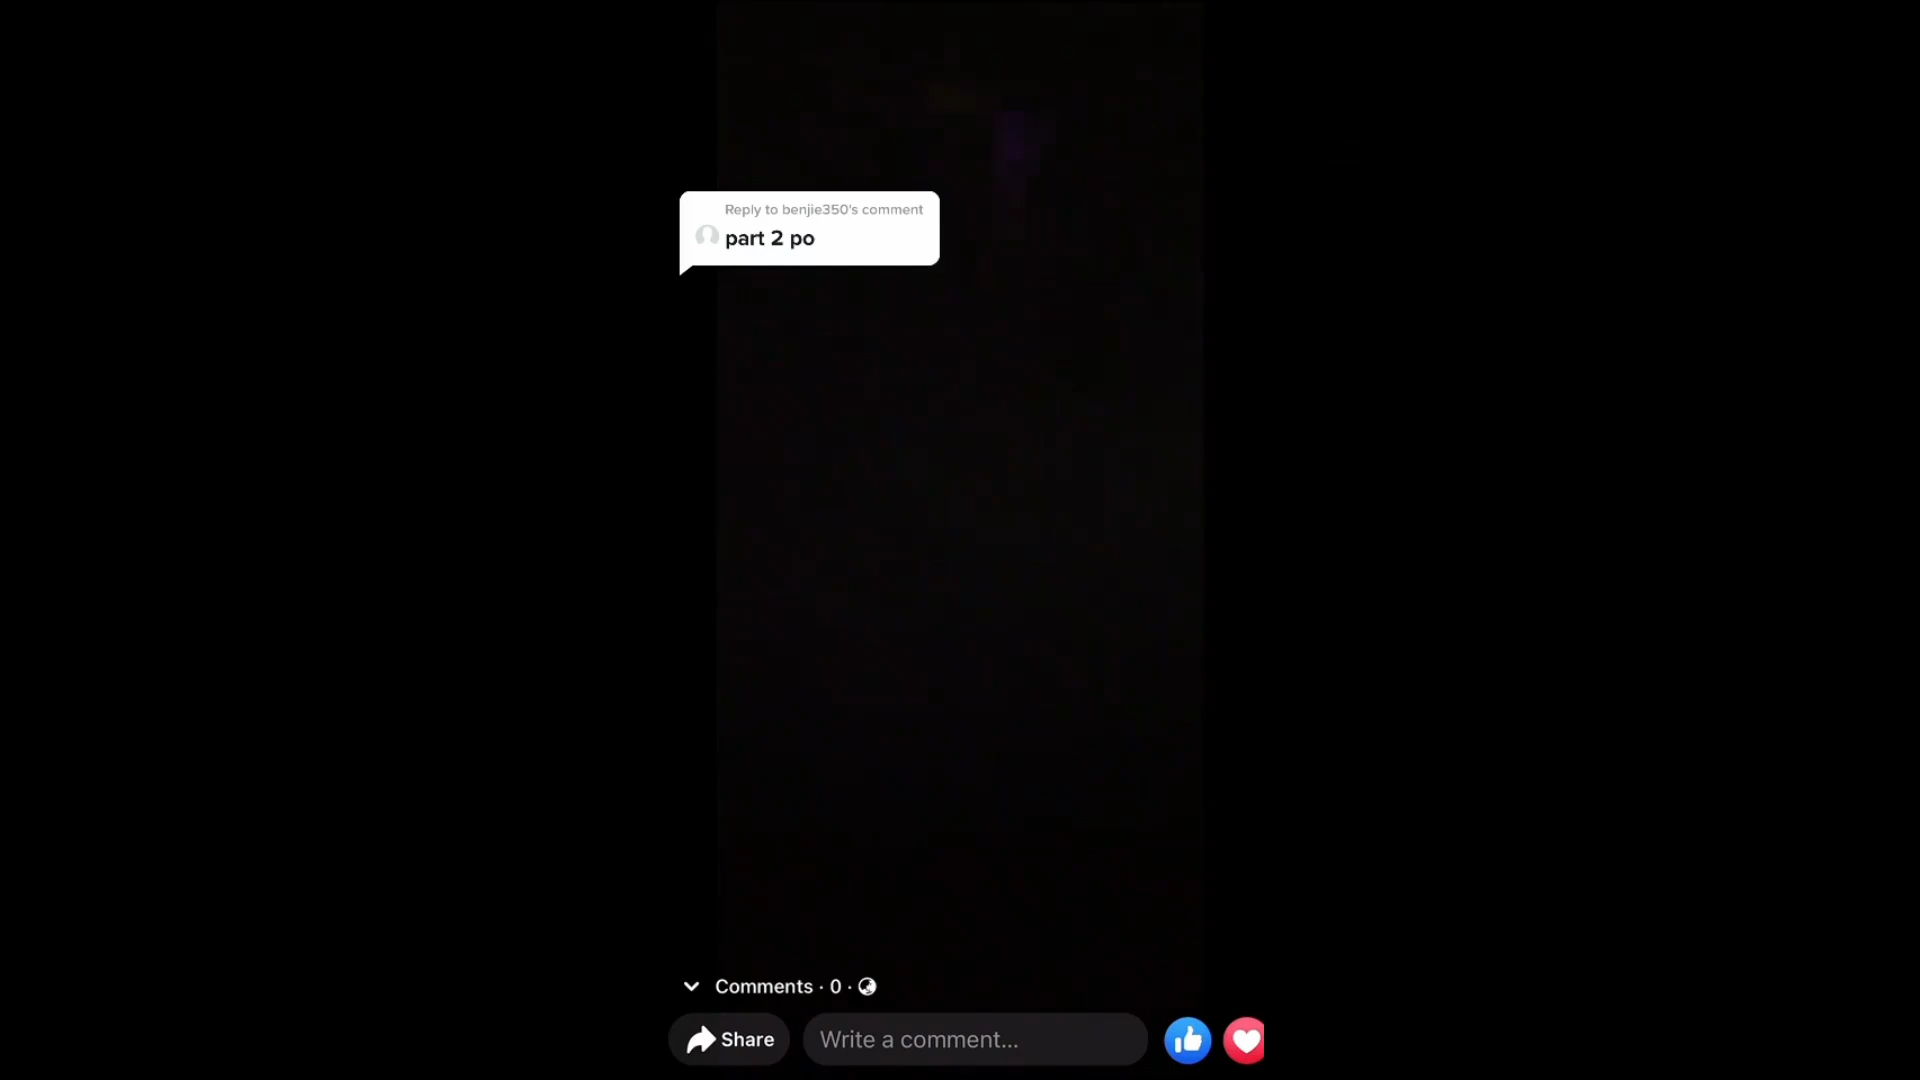 Reply to benjie350's comment
part 2 po
Comments · 0 ·
Share
Write a comment...